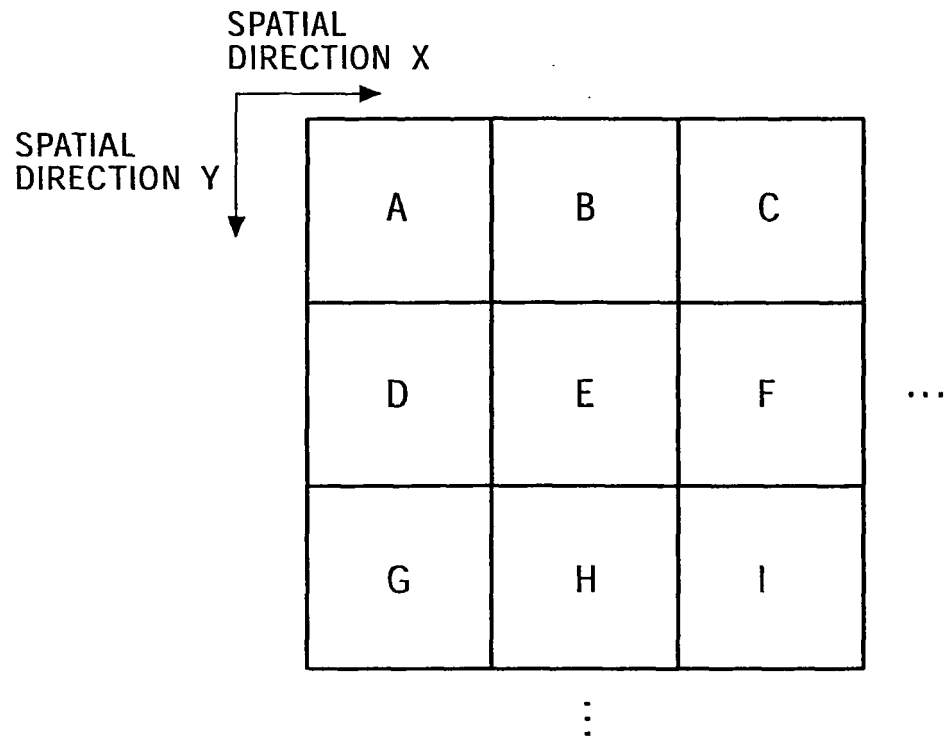 SPATIAL
DIRECTION X
SPATIAL
DIRECTION Y
A B C
D E F ...
G H I
⋮